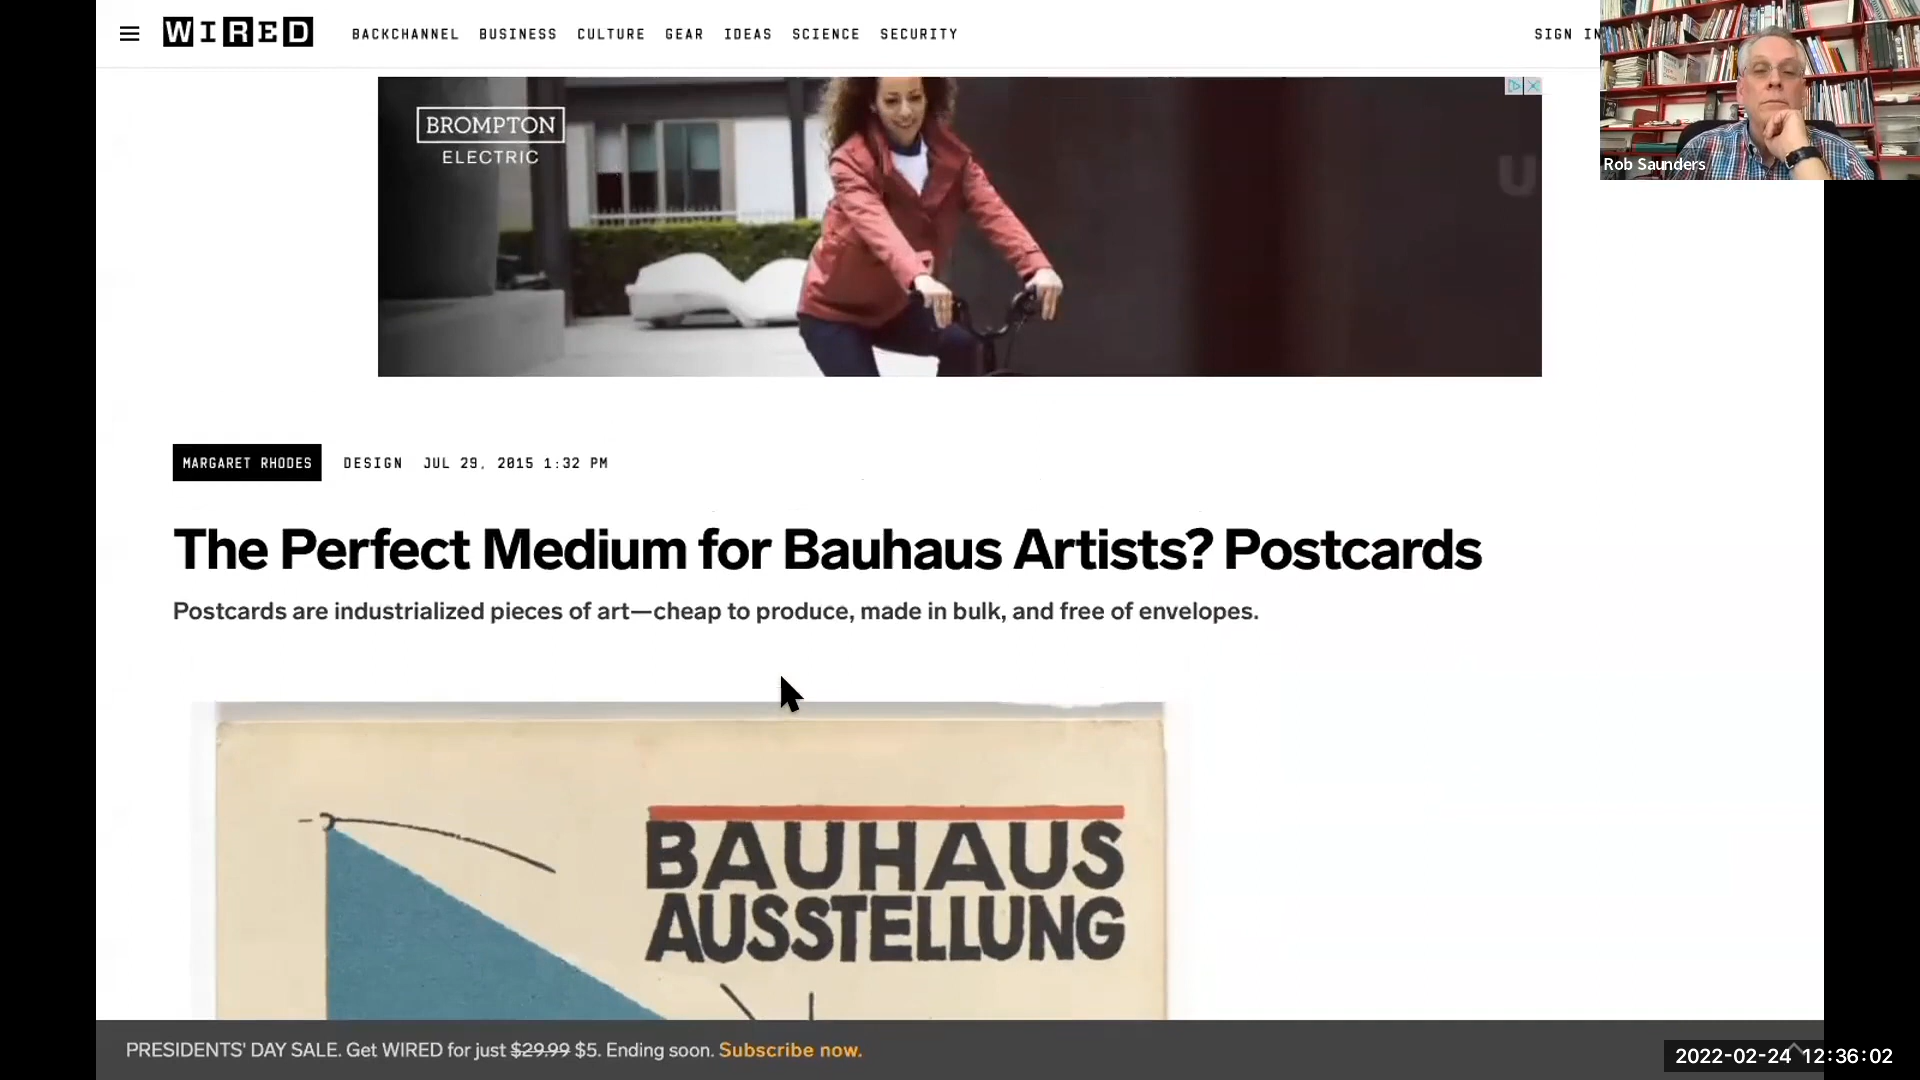 WIRED
BACKCHANNEL BUSINESS CULTURE GEAR IDEAS SCIENCE SECURITY
SIGN IN
BROMPTON
ELECTRIC
U
Rob Saunders
MARGARET RHODES DESIGN JUL 29, 2015 1:32 PM
The Perfect Medium for Bauhaus Artists? Postcards
Postcards are industrialized pieces of art—cheap to produce, made in bulk, and free of envelopes.
BAUHAUS
AUSSTELLUNG
PRESIDENTS' DAY SALE. Get WIRED for just $29.99 $5. Ending soon. Subscribe now.
2022-02-24 12:36:02